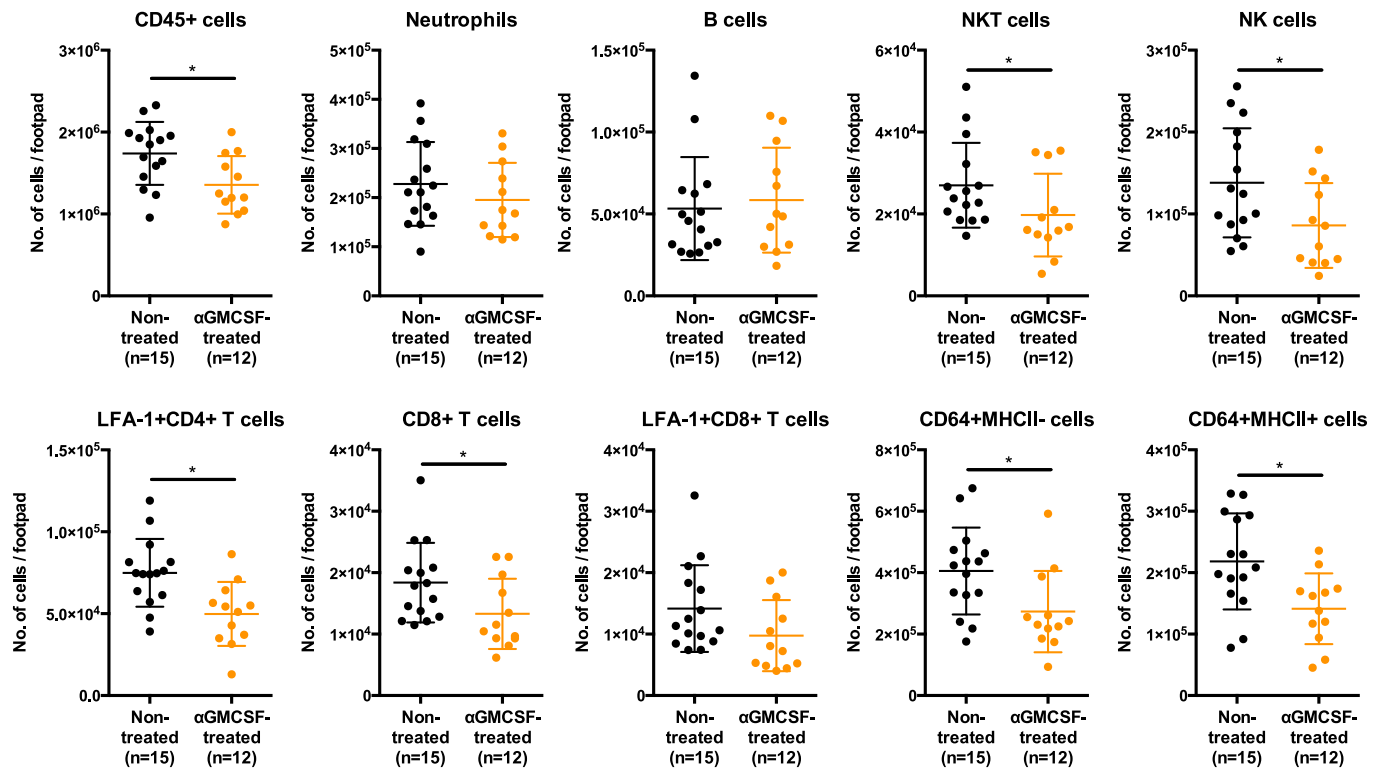 CD45+ cells
No. of cells / footpad
3×10⁶
2×10⁶
1×10⁶
0
*
Non-
treated
(n=15)
αGMCSF-
treated
(n=12)
Neutrophils
No. of cells / footpad
5×10⁵
4×10⁵
3×10⁵
2×10⁵
1×10⁵
0
Non-
treated
(n=15)
αGMCSF-
treated
(n=12)
B cells
No. of cells / footpad
1.5×10⁵
1.0×10⁵
5.0×10⁴
0.0
Non-
treated
(n=15)
αGMCSF-
treated
(n=12)
NKT cells
No. of cells / footpad
6×10⁴
4×10⁴
2×10⁴
0
*
Non-
treated
(n=15)
αGMCSF-
treated
(n=12)
NK cells
No. of cells / footpad
3×10⁵
2×10⁵
1×10⁵
0
*
Non-
treated
(n=15)
αGMCSF-
treated
(n=12)
LFA-1+CD4+ T cells
No. of cells / footpad
1.5×10⁵
1.0×10⁵
5.0×10⁴
0.0
*
Non-
treated
(n=15)
αGMCSF-
treated
(n=12)
CD8+ T cells
No. of cells / footpad
4×10⁴
3×10⁴
2×10⁴
1×10⁴
0
*
Non-
treated
(n=15)
αGMCSF-
treated
(n=12)
LFA-1+CD8+ T cells
No. of cells / footpad
4×10⁴
3×10⁴
2×10⁴
1×10⁴
0
Non-
treated
(n=15)
αGMCSF-
treated
(n=12)
CD64+MHCII- cells
No. of cells / footpad
8×10⁵
6×10⁵
4×10⁵
2×10⁵
0
*
Non-
treated
(n=15)
αGMCSF-
treated
(n=12)
CD64+MHCII+ cells
No. of cells / footpad
4×10⁵
3×10⁵
2×10⁵
1×10⁵
0
*
Non-
treated
(n=15)
αGMCSF-
treated
(n=12)